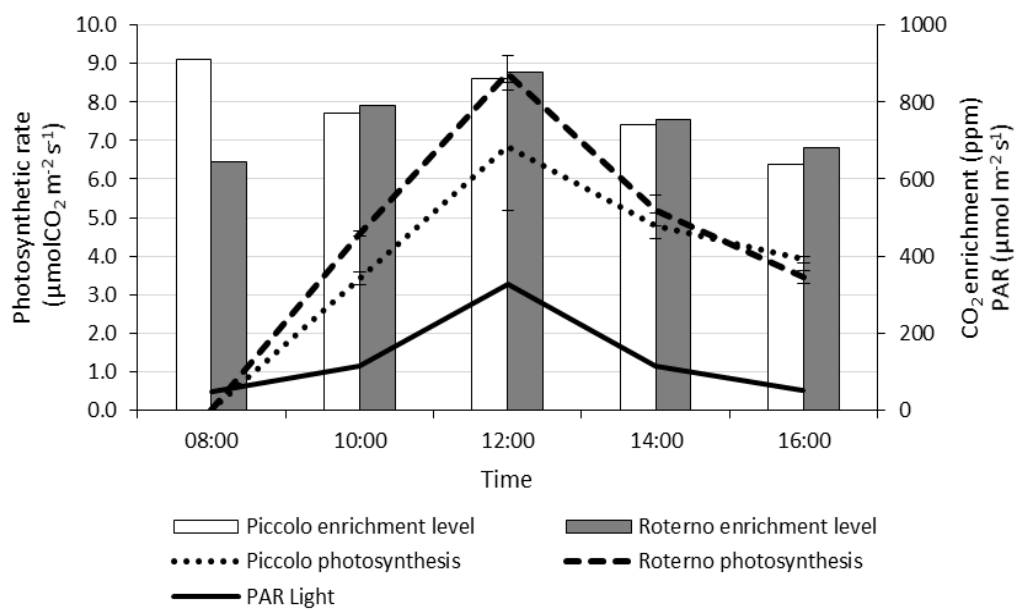 Photosynthetic rate
(µmolCO₂ m⁻² s⁻¹)
10.0
9.0
8.0
7.0
6.0
5.0
4.0
3.0
2.0
1.0
0.0
1000
800
600
400
200
0
CO₂ enrichment (ppm)
PAR (µmol m⁻² s¹)
08:00 10:00 12:00 14:00 16:00
Time
Piccolo enrichment level Roterno enrichment level
Piccolo photosynthesis Roterno photosynthesis
PAR Light